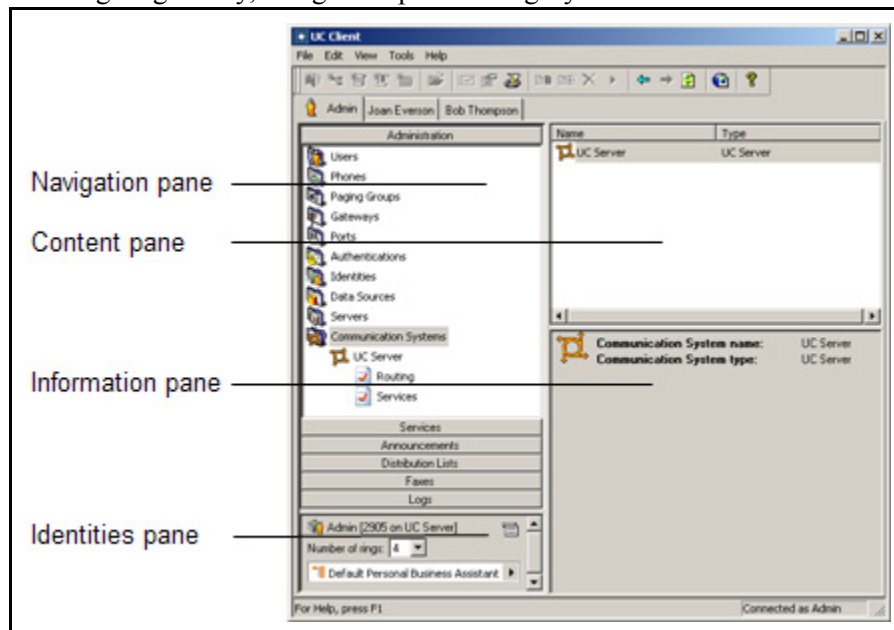 UC Client
File Edit View Tools Help
Admin Joan Everson Bob Thompson
Administration
Users
Phones
Paging Groups
Gateways
Ports
Authentications
Identities
Data Sources
Servers
Communication Systems
UC Server
Routing
Services
Services
Announcements
Distribution Lists
Faxes
Logs
Admin [2905 on UC Server]
Number of rings: 4
Default Personal Business Assistant
Name Type
UC Server UC Server
Communication System name: UC Server
Communication System type: UC Server
For Help, press F1 Connected as Admin
Navigation pane
Content pane
Information pane
Identities pane